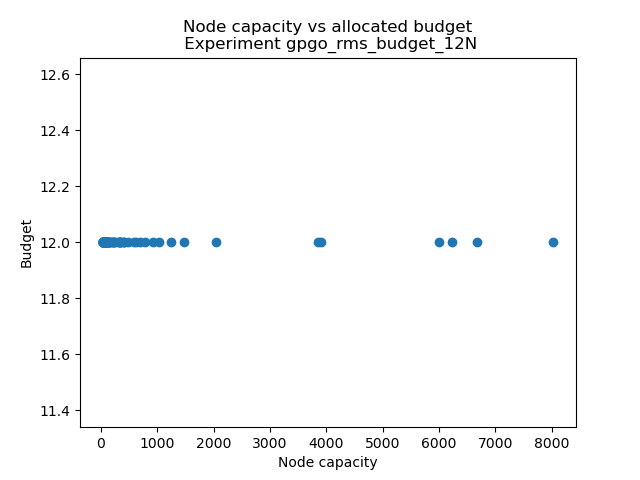 Node capacity vs allocated budget
Experiment gpgo_rms_budget_12N
12.6
12.4
12.2
12.0
11.8
11.6
11.4
Budget
0 1000 2000 3000 4000 5000 6000 7000 8000
Node capacity